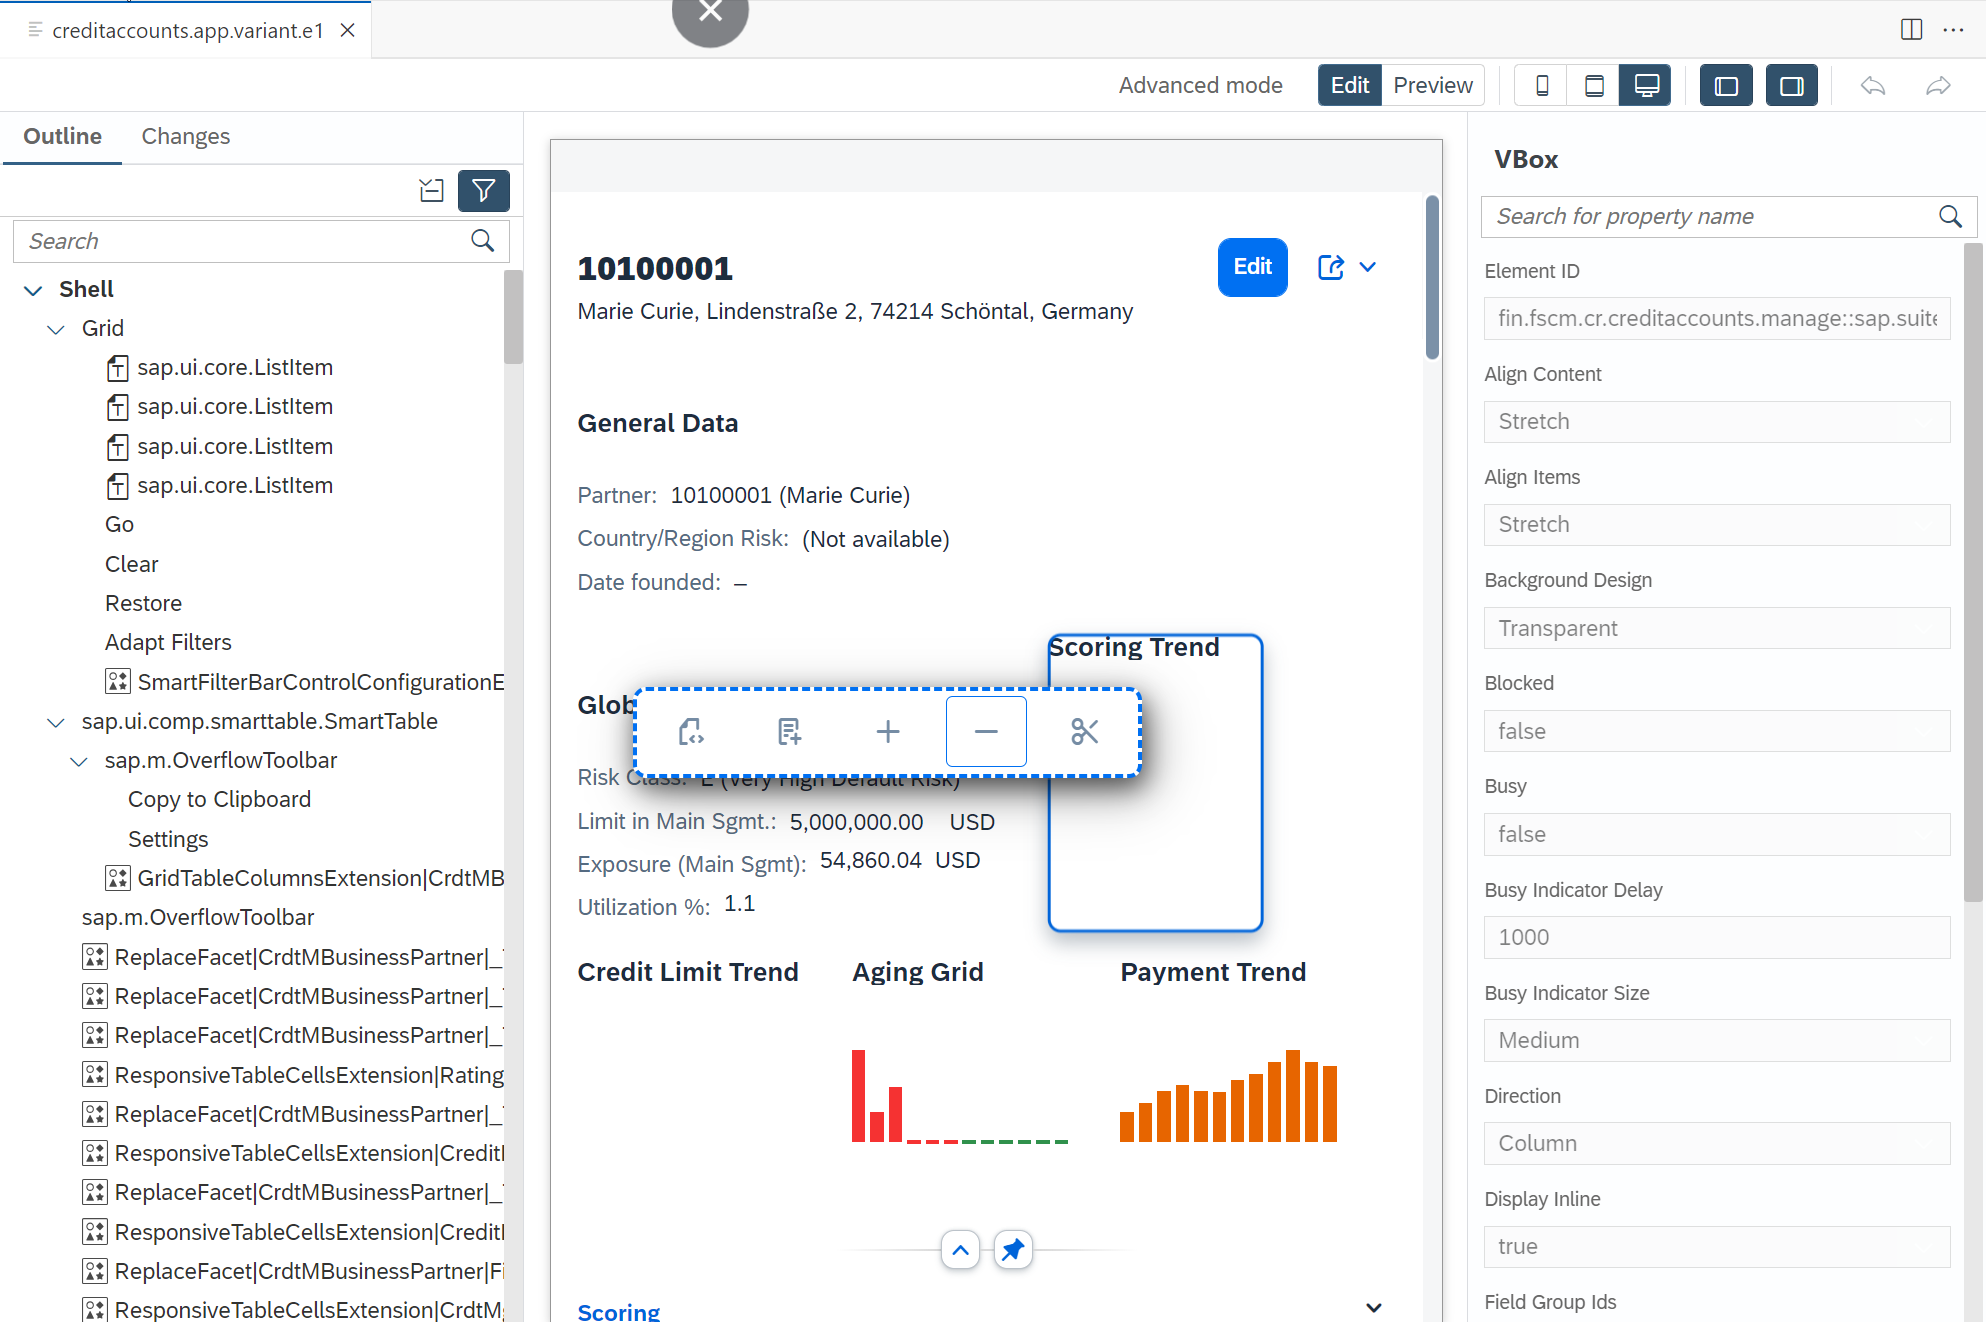 creditaccounts.app.variant.e1
Advanced mode
Edit
Preview
Outline
Changes
Search
Shell
Grid
sap.ui.core.ListItem
sap.ui.core.ListItem
sap.ui.core.ListItem
sap.ui.core.ListItem
Go
Clear
Restore
Adapt Filters
SmartFilterBarControlConfigurationE
sap.ui.comp.smarttable.SmartTable
sap.m.OverflowToolbar
Copy to Clipboard
Settings
GridTableColumnsExtension|CrdtMB
sap.m.OverflowToolbar
ReplaceFacet|CrdtMBusinessPartner|_
ReplaceFacet|CrdtMBusinessPartner|_
ReplaceFacet|CrdtMBusinessPartner|_
ResponsiveTableCellsExtension|Rating
ReplaceFacet|CrdtMBusinessPartner|_
ResponsiveTableCellsExtension|Credit
ReplaceFacet|CrdtMBusinessPartner|_
ResponsiveTableCellsExtension|Credit
ReplaceFacet|CrdtMBusinessPartner|Fi
ResponsiveTableCellsExtension|CrdtM
10100001
Edit
Marie Curie, Lindenstraße 2, 74214 Schöntal, Germany
General Data
Partner: 10100001 (Marie Curie)
Country/Region Risk: (Not available)
Date founded: –
Scoring Trend
Glob
Risk Class: E (Very High Default Risk)
Limit in Main Sgmt.: 5,000,000.00 USD
Exposure (Main Sgmt): 54,860.04 USD
Utilization %: 1.1
Credit Limit Trend
Aging Grid
Payment Trend
Scoring
VBox
Search for property name
Element ID
fin.fscm.cr.creditaccounts.manage::sap.suite
Align Content
Stretch
Align Items
Stretch
Background Design
Transparent
Blocked
false
Busy
false
Busy Indicator Delay
1000
Busy Indicator Size
Medium
Direction
Column
Display Inline
true
Field Group Ids